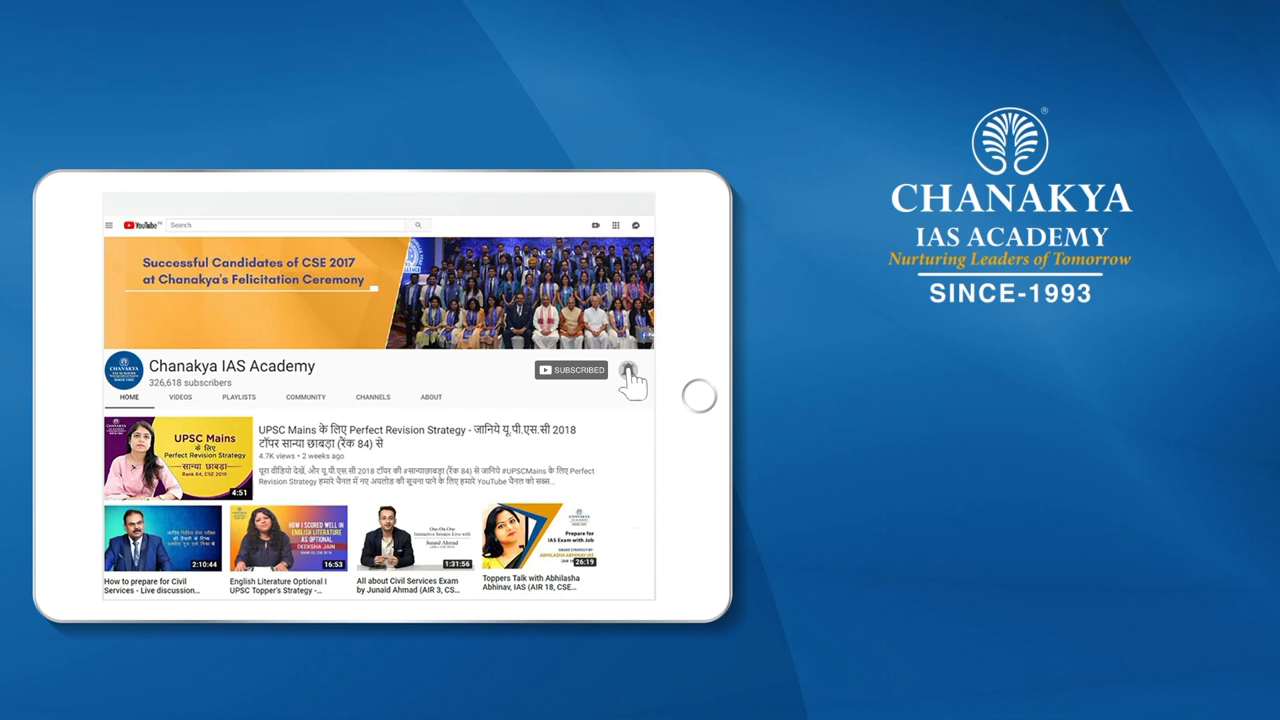 CHANAKYA
IAS ACADEMY
Nurturing Leaders of Tomorrow
SINCE-1993
YouTube
Search
Successful Candidates of CSE 2017
at Chanakya's Felicitation Ceremony
Chanakya IAS Academy
326,618 subscribers
SUBSCRIBED
HOME VIDEOS PLAYLISTS COMMUNITY CHANNELS ABOUT
UPSC Mains
के लिए
Perfect Revision Strategy
सान्या छाबड़ा
Rank 84, CSE 2018
4:51
UPSC Mains के लिए Perfect Revision Strategy - जानिये यू.पी.एस.सी 2018
टॉपर सान्या छाबड़ा (रैंक 84) से
4.7K views • 2 weeks ago
पूरा वीडियो देखें, और यू.पी.एस.सी 2018 टॉपर की #सान्याछाबड़ा (रैंक 84) से जानिये #UPSCMains के लिए Perfect
Revision Strategy हमारे चैनल में नए अपलोड की सूचना पाने के लिए हमारे YouTube चैनल को सब्स...
2:10:44
How to prepare for Civil
Services - Live discussion...
HOW I SCORED WELL IN
ENGLISH LITERATURE
AS OPTIONAL
DEEKSHA JAIN
16:53
English Literature Optional I
UPSC Topper's Strategy -...
One-On-One
Interactive Session Live with
Junaid Ahmad
1:31:56
All about Civil Services Exam
by Junaid Ahmad (AIR 3, CS...
Prepare for
IAS Exam with Job
SMART STRATEGY BY
ABHILASHA ABHINAV IAS
26:19
Toppers Talk with Abhilasha
Abhinav, IAS (AIR 18, CSE...